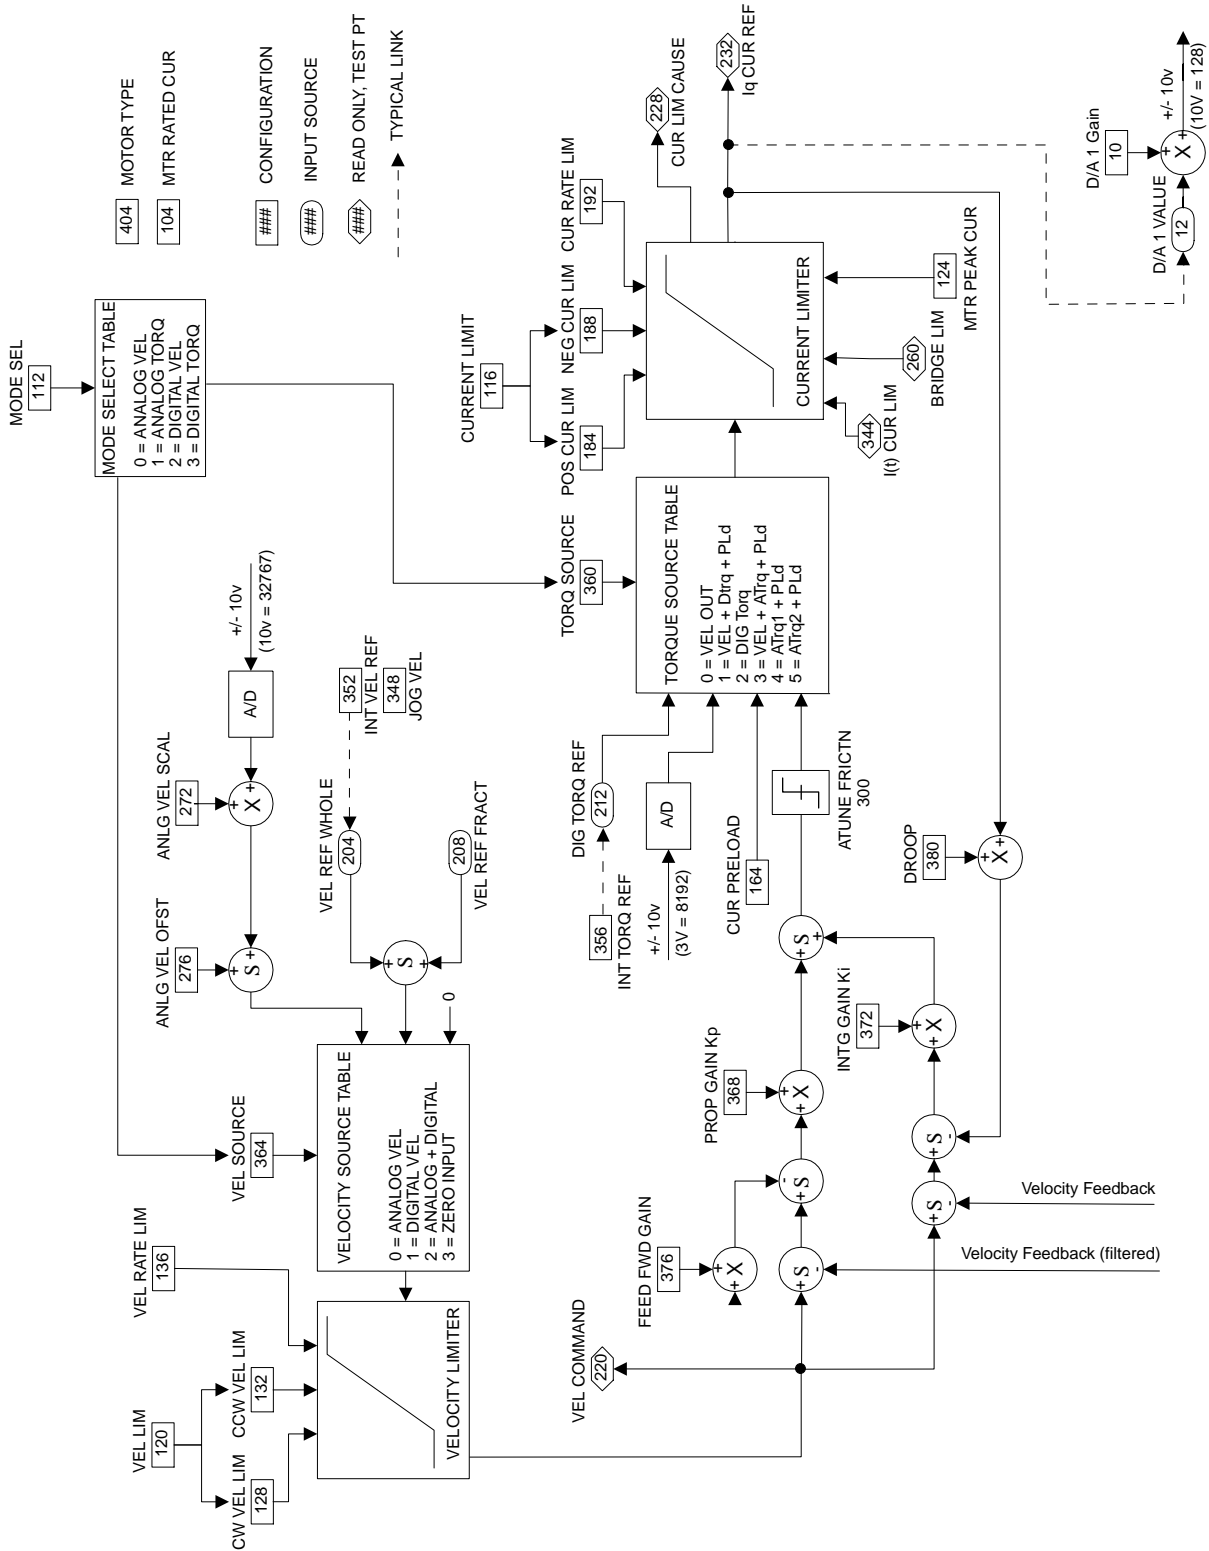 MODE SEL
112
MODE SELECT TABLE
0 = ANALOG VEL
1 = ANALOG TORQ
2 = DIGITAL VEL
3 = DIGITAL TORQ
404 MOTOR TYPE
104 MTR RATED CUR
### CONFIGURATION
### INPUT SOURCE
### READ ONLY, TEST PT
TYPICAL LINK
VEL LIM
120
CW VEL LIM
128
CCW VEL LIM
132
VEL RATE LIM
136
VELOCITY LIMITER
VEL SOURCE
364
VELOCITY SOURCE TABLE
0 = ANALOG VEL
1 = DIGITAL VEL
2 = ANALOG + DIGITAL
3 = ZERO INPUT
0
ANLG VEL OFST
276
+
S
+
ANLG VEL SCAL
272
+
X
+
A/D
+/- 10v
(10v = 32767)
VEL REF WHOLE
204
+
S
+
208
VEL REF FRACT
352
INT VEL REF
348
JOG VEL
CURRENT LIMIT
116
POS CUR LIM
184
NEG CUR LIM
188
CUR RATE LIM
192
CURRENT LIMITER
228
CUR LIM CAUSE
232
Iq CUR REF
344
I(t) CUR LIM
260
BRIDGE LIM
124
MTR PEAK CUR
TORQ SOURCE
360
TORQUE SOURCE TABLE
0 = VEL OUT
1 = VEL + Dtrq + PLd
2 = DIG Torq
3 = VEL + ATrq + PLd
4 = ATrq1 + PLd
5 = ATrq2 + PLd
DIG TORQ REF
212
356
INT TORQ REF
+/- 10v
(3V = 8192)
A/D
CUR PRELOAD
164
ATUNE FRICTN
300
VEL COMMAND
220
FEED FWD GAIN
376
+
+X
+S
-
-
+S
PROP GAIN Kp
368
+
+X
+S
+
INTG GAIN Ki
372
+
+X
+S
-
+S
-
DROOP
380
+
X
+
Velocity Feedback
Velocity Feedback (filtered)
D/A 1 Gain
10
D/A 1 VALUE
12
+
X
+
+/- 10v
(10V = 128)